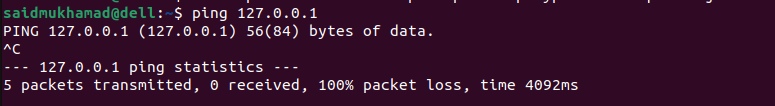 saidmukhamad@dell:~$ ping 127.0.0.1
PING 127.0.0.1 (127.0.0.1) 56(84) bytes of data.
^C
--- 127.0.0.1 ping statistics ---
5 packets transmitted, 0 received, 100% packet loss, time 4092ms